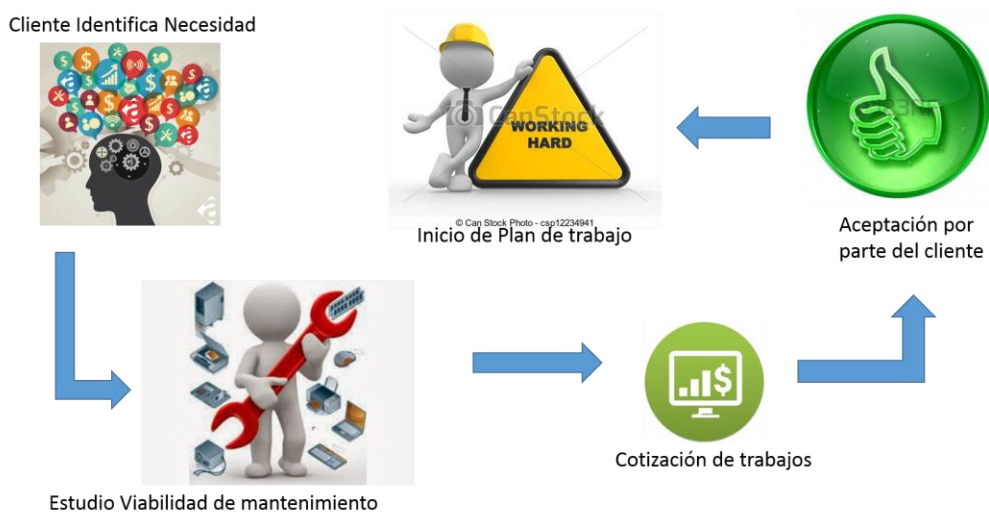 Cliente Identifica Necesidad
CanStock
WORKING
HARD
© Can Stock Photo - csp12234941
Inicio de Plan de trabajo
Aceptación por
parte del cliente
$
Cotización de trabajos
Estudio Viabilidad de mantenimiento